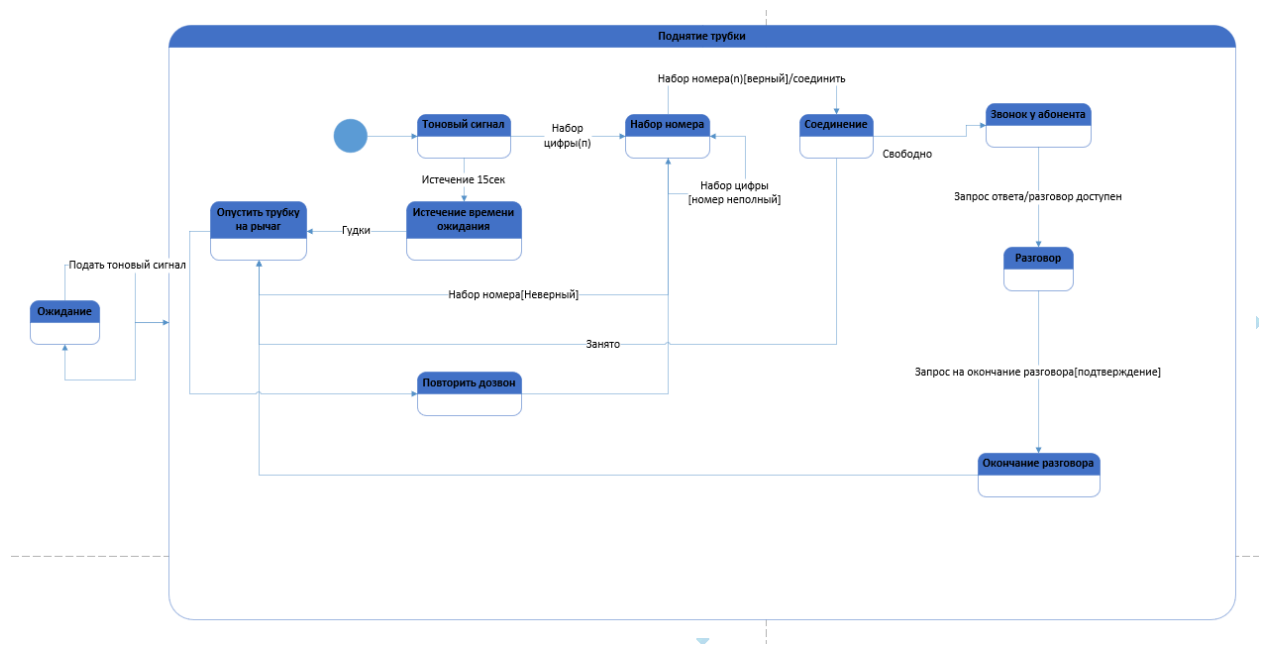 Поднятие трубки
Набор номера(n)[верный]/соединить
Тоновый сигнал
Набор
цифры(n)
Набор номера
Соединение
Звонок у абонента
Свободно
Истечение 15сек
Набор цифры
[номер неполный]
Запрос ответа/разговор доступен
Опустить трубку
на рычаг
Гудки
Истечение времени
ожидания
Подать тоновый сигнал
Разговор
Набор номера[Неверный]
Ожидание
Занято
Запрос на окончание разговора[подтверждение]
Повторить дозвон
Окончание разговора